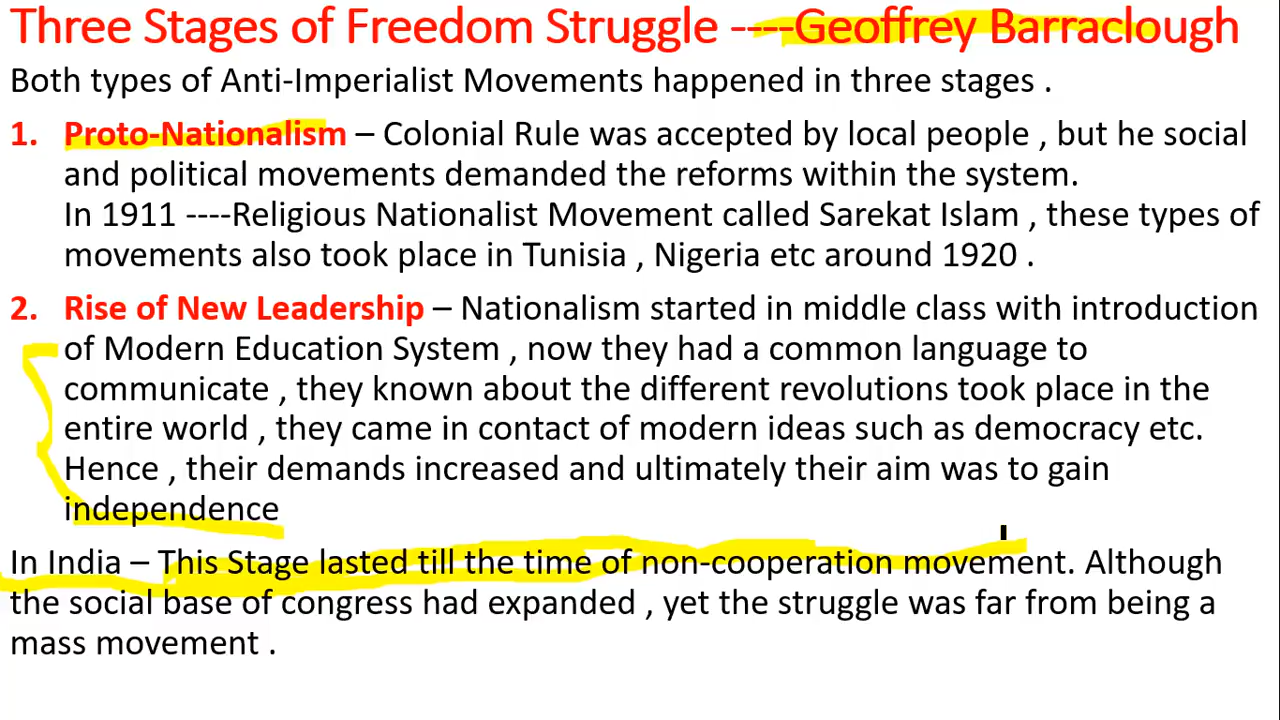 Three Stages of Freedom Struggle ----Geoffrey Barraclough
Both types of Anti-Imperialist Movements happened in three stages .
1. Proto-Nationalism – Colonial Rule was accepted by local people , but he social
and political movements demanded the reforms within the system.
In 1911 ----Religious Nationalist Movement called Sarekat Islam , these types of
movements also took place in Tunisia , Nigeria etc around 1920 .
2. Rise of New Leadership – Nationalism started in middle class with introduction
of Modern Education System , now they had a common language to
communicate , they known about the different revolutions took place in the
entire world , they came in contact of modern ideas such as democracy etc.
Hence , their demands increased and ultimately their aim was to gain
independence
In India – This Stage lasted till the time of non-cooperation movement. Although
the social base of congress had expanded , yet the struggle was far from being a
mass movement .